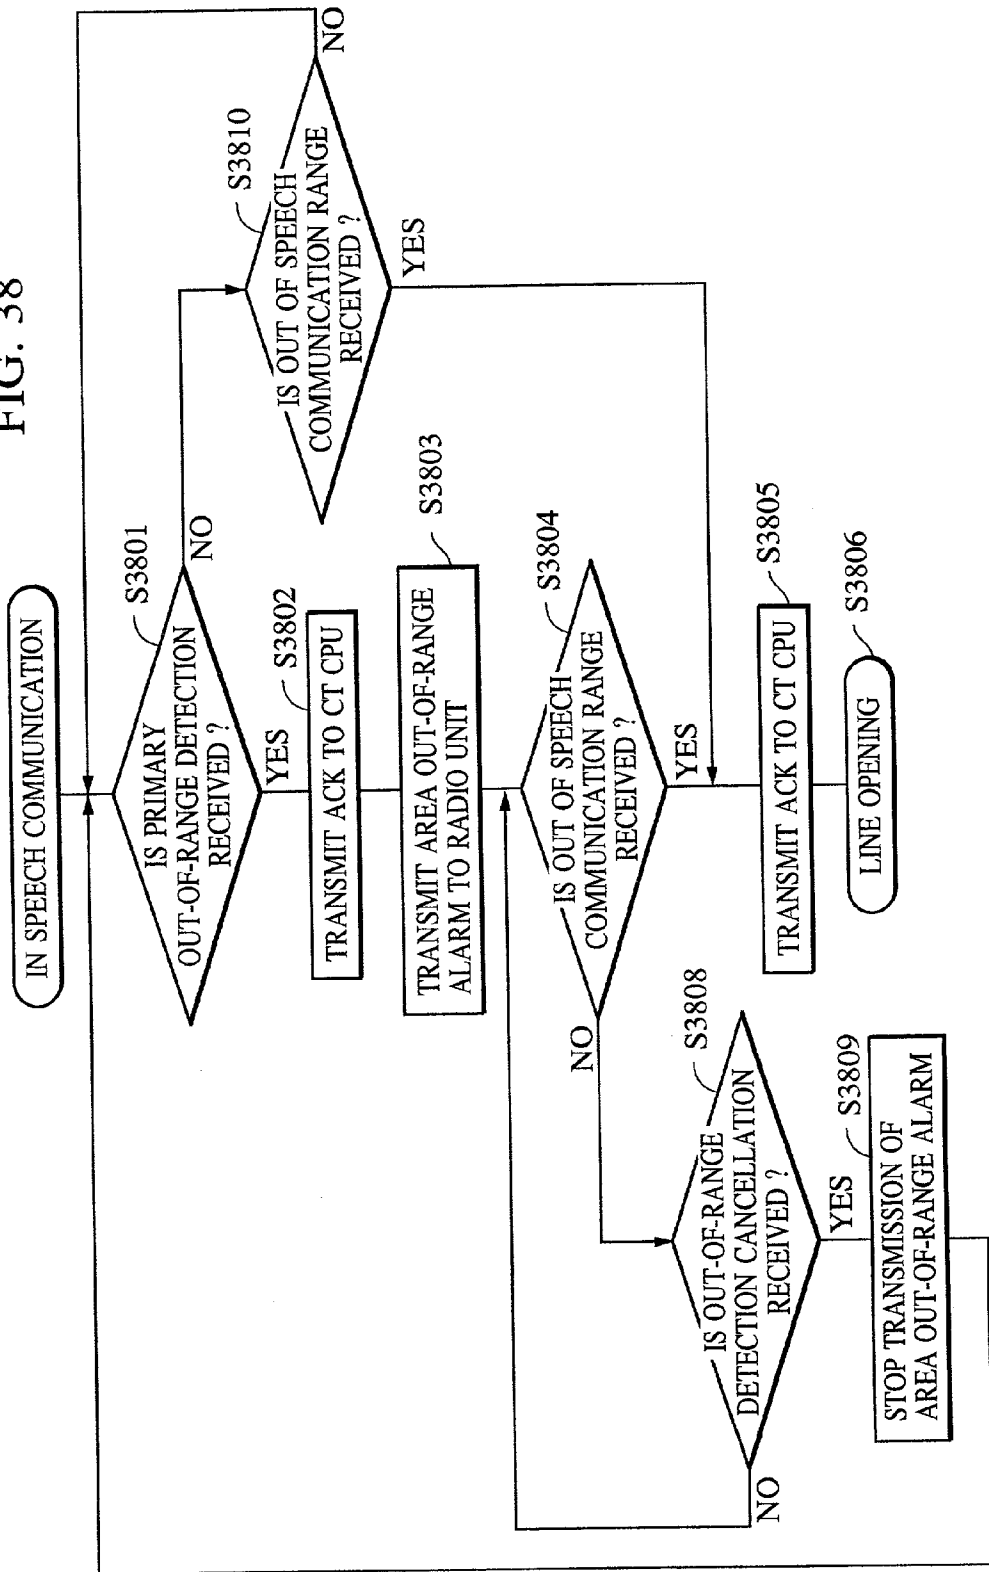 FIG. 38
IN SPEECH COMMUNICATION
S3801
IS PRIMARY
OUT-OF-RANGE DETECTION
RECEIVED ?
NO
YES
S3810
IS OUT OF SPEECH
COMMUNICATION RANGE
RECEIVED ?
NO
YES
S3802
TRANSMIT ACK TO CT CPU
S3803
TRANSMIT AREA OUT-OF-RANGE
ALARM TO RADIO UNIT
S3804
IS OUT OF SPEECH
COMMUNICATION RANGE
RECEIVED ?
NO
YES
S3805
TRANSMIT ACK TO CT CPU
S3806
LINE OPENING
S3808
IS OUT-OF-RANGE
DETECTION CANCELLATION
RECEIVED ?
NO
YES
S3809
STOP TRANSMISSION OF
AREA OUT-OF-RANGE ALARM